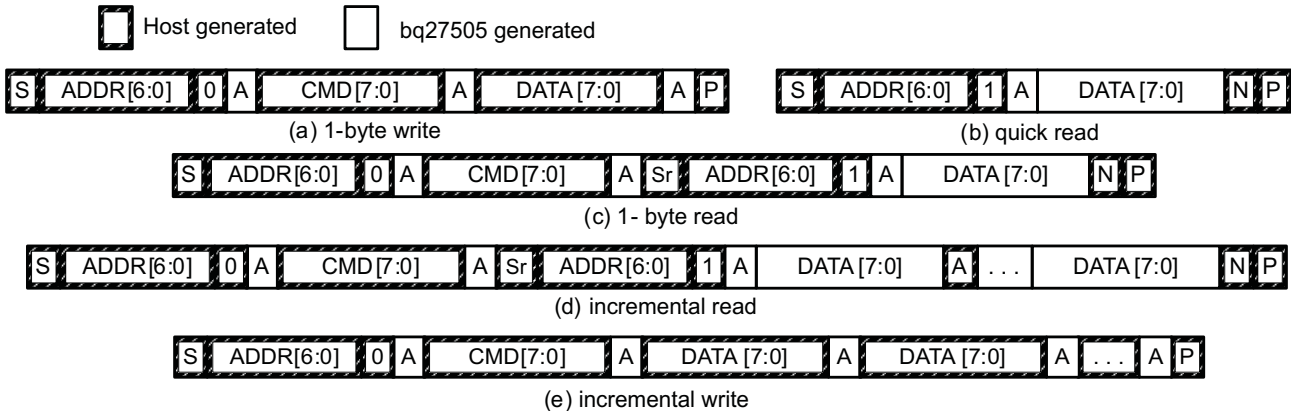 Host generated bq27505 generated
S ADDR[6:0] 0 A CMD[7:0] A DATA[7:0] A P S ADDR[6:0] 1 A DATA[7:0] N P
(a) 1-byte write (b) quick read
S ADDR[6:0] 0 A CMD[7:0] A Sr ADDR[6:0] 1 A DATA[7:0] N P
(c) 1- byte read
S ADDR[6:0] 0 A CMD[7:0] A Sr ADDR[6:0] 1 A DATA[7:0] A ... DATA[7:0] N P
(d) incremental read
S ADDR[6:0] 0 A CMD[7:0] A DATA[7:0] A DATA[7:0] A ... A P
(e) incremental write